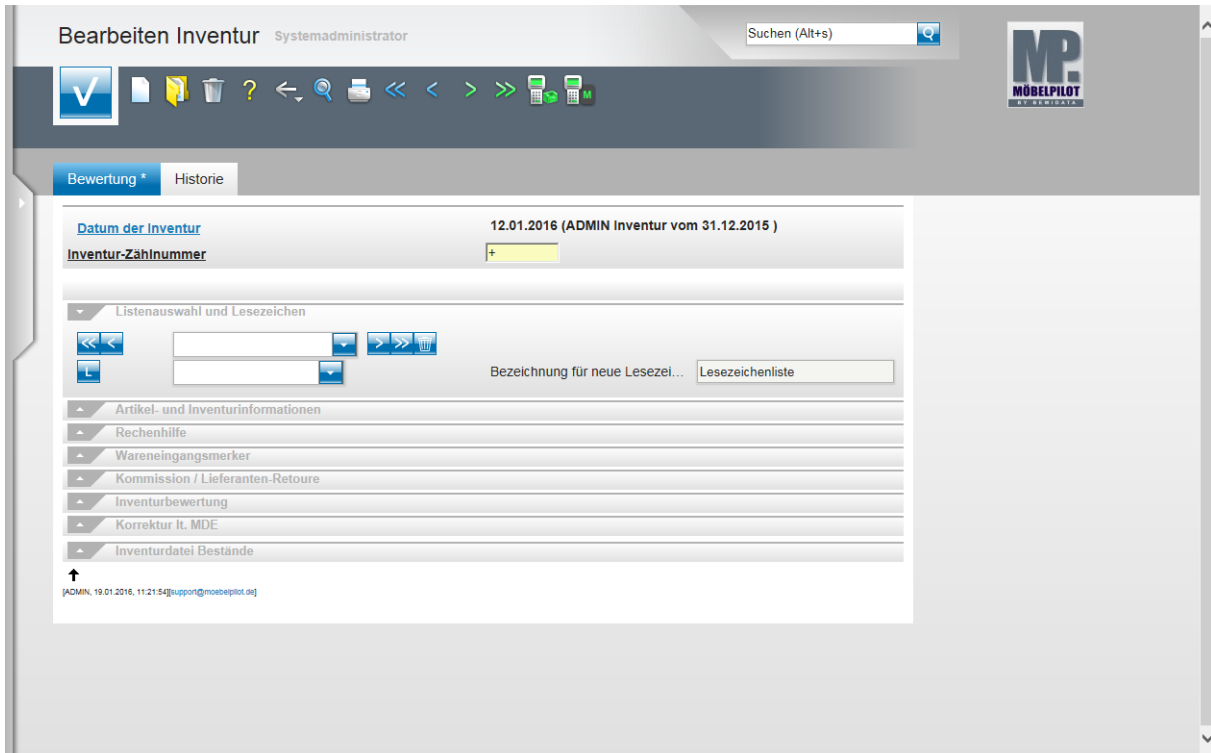 Bearbeiten Inventur Systemadministrator
Suchen (Alt+s)
MP.
MÖBELPILOT
BY BEWIDATA
M
Bewertung * Historie
Datum der Inventur 12.01.2016 (ADMIN Inventur vom 31.12.2015 )
Inventur-Zählnummer +
Listenauswahl und Lesezeichen
L Bezeichnung für neue Lesezei... Lesezeichenliste
Artikel- und Inventurinformationen
Rechenhilfe
Wareneingangsmerker
Kommission / Lieferanten-Retoure
Inventurbewertung
Korrektur lt. MDE
Inventurdatei Bestände
[ADMIN, 19.01.2016, 11:21:54][support@moebelpilot.de]